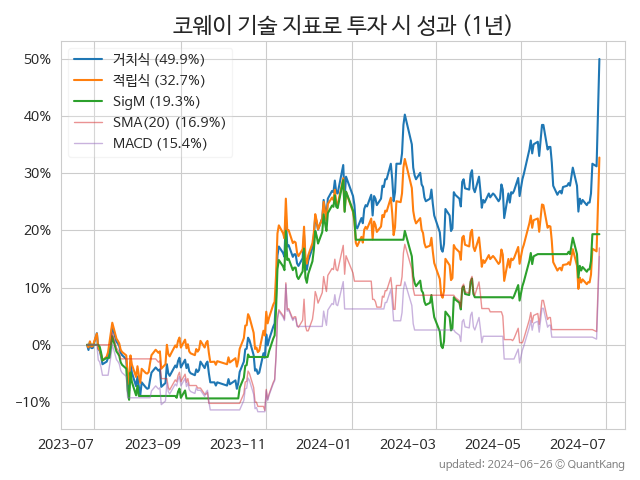 코웨이 기술 지표로 투자 시 성과 (1년)
50%
40%
30%
20%
10%
0%
−10%
거치식 (49.9%)
적립식 (32.7%)
SigM (19.3%)
SMA(20) (16.9%)
MACD (15.4%)
2023-07 2023-09 2023-11 2024-01 2024-03 2024-05 2024-07
updated: 2024-06-26 © QuantKang